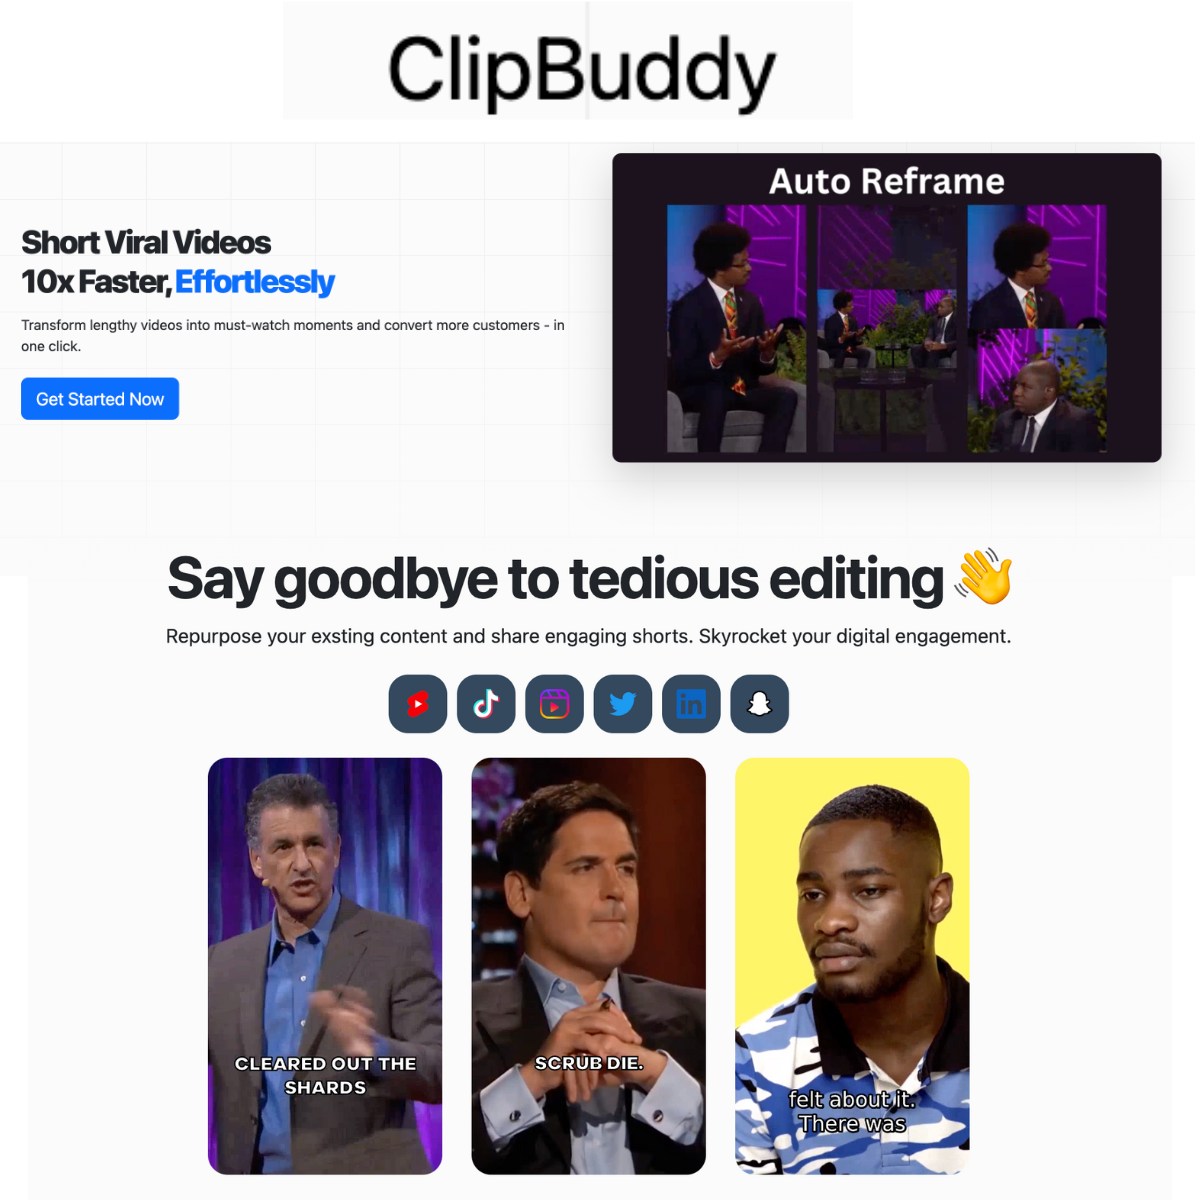 ClipBuddy
Auto Reframe
Short Viral Videos
10x Faster, Effortlessly
Transform lengthy videos into must-watch moments and convert more customers - in
one click.
Get Started Now
Say goodbye to tedious editing 👋
Repurpose your exsting content and share engaging shorts. Skyrocket your digital engagement.
in
CLEARED OUT THE
SHARDS
SCRUB DIE.
felt about it.
There was